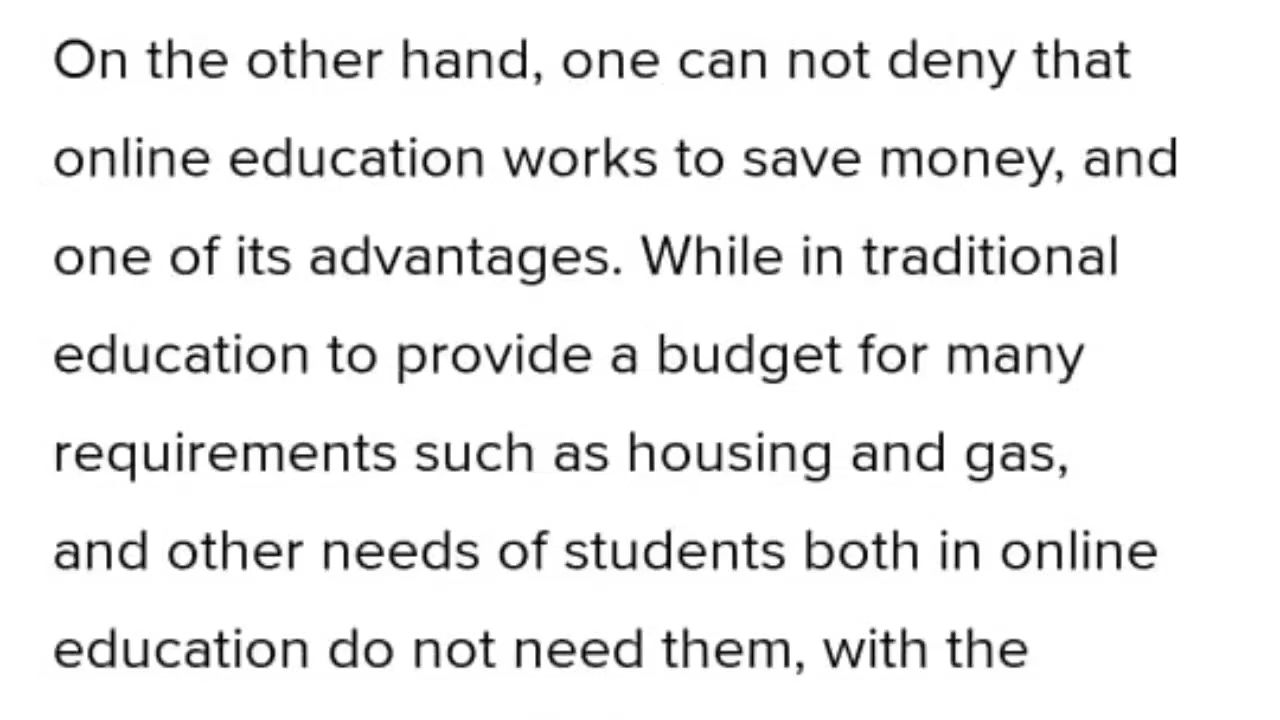 On the other hand, one can not deny that
online education works to save money, and
one of its advantages. While in traditional
education to provide a budget for many
requirements such as housing and gas,
and other needs of students both in online
education do not need them, with the